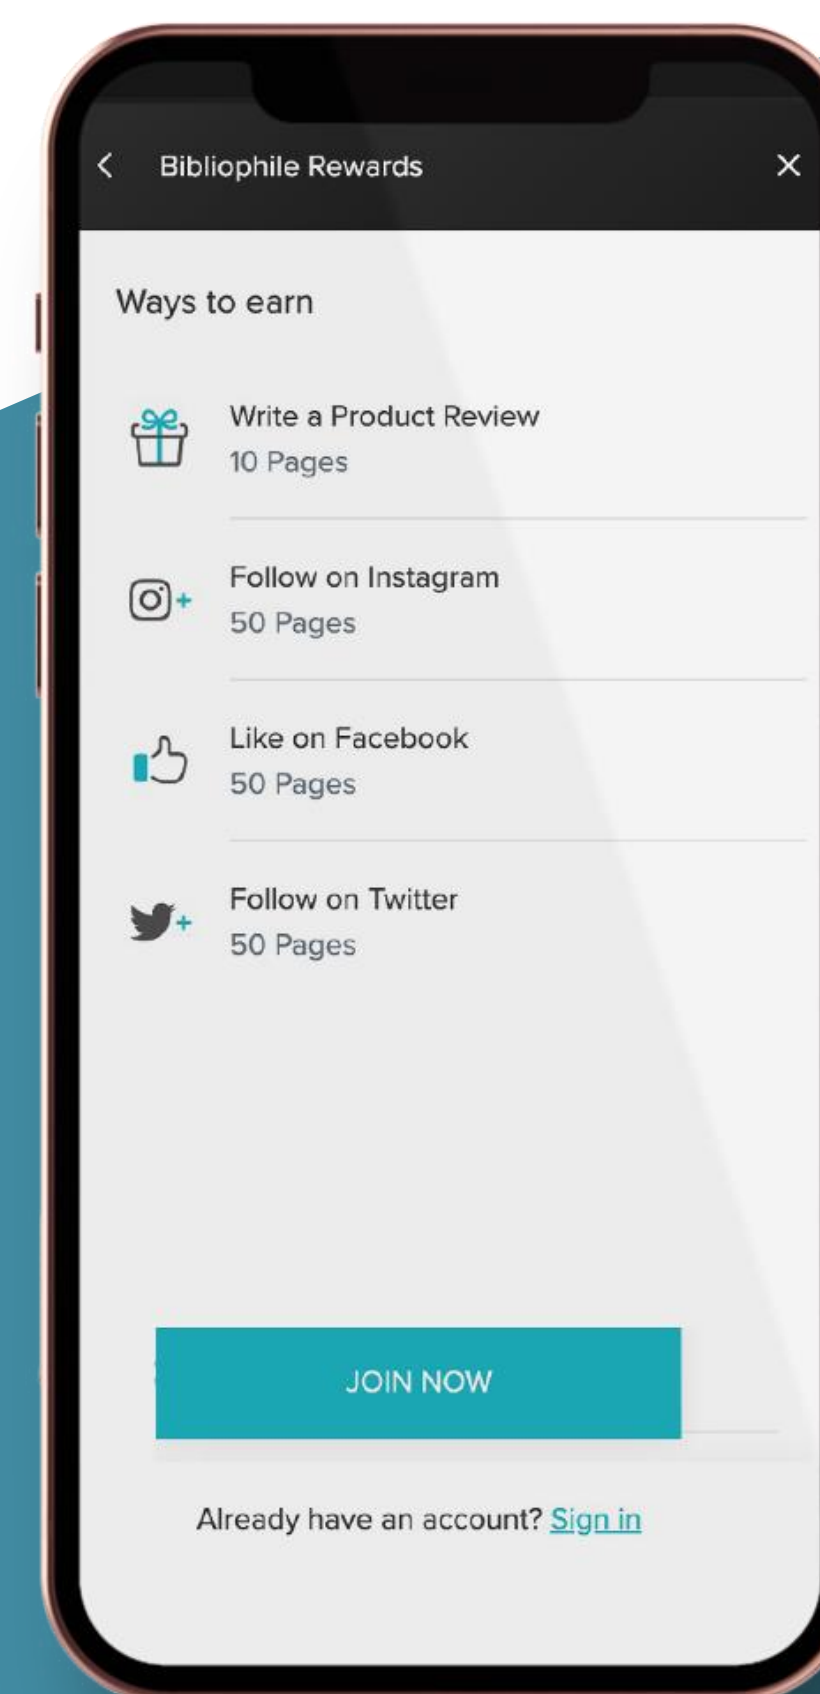 Bibliophile Rewards
Ways to earn
Write a Product Review
10 Pages
Follow on Instagram
50 Pages
Like on Facebook
50 Pages
Follow on Twitter
50 Pages
JOIN NOW
Already have an account? Sign in